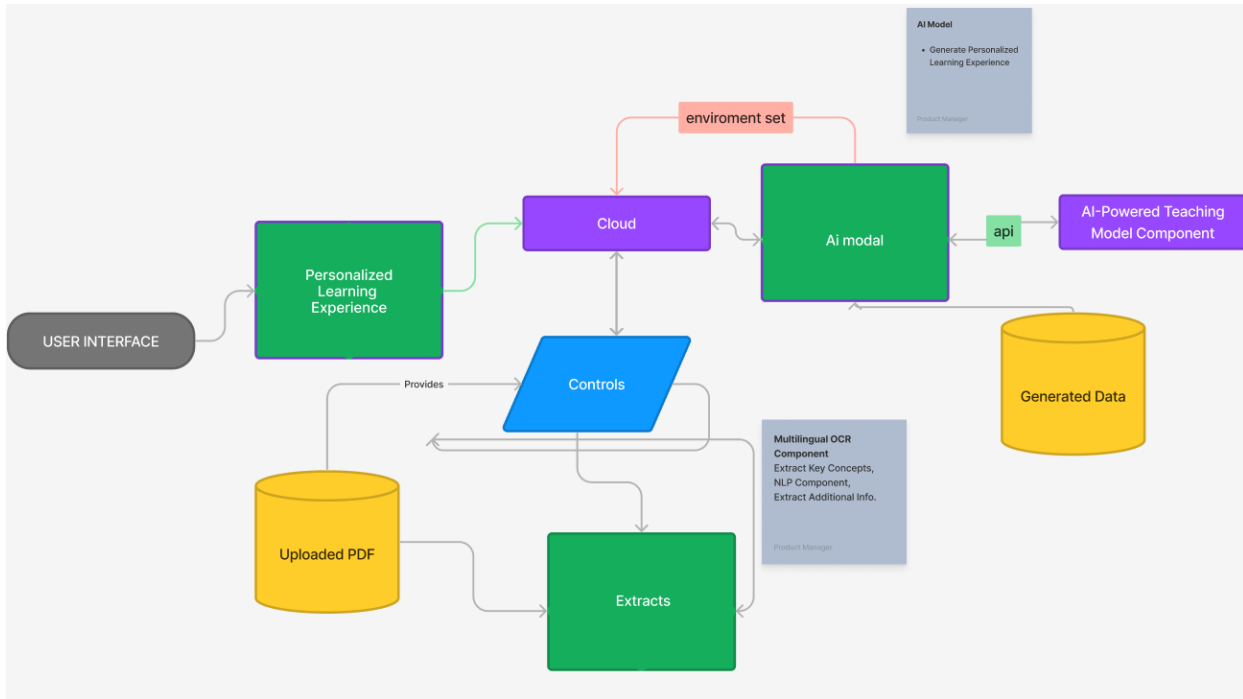 AI Model
• Generate Personalized
Learning Experience
Product Manager
enviroment set
Cloud
Ai modal
api
AI-Powered Teaching
Model Component
Personalized
Learning
Experience
USER INTERFACE
Provides
Controls
Generated Data
Multilingual OCR
Component
Extract Key Concepts,
NLP Component,
Extract Additional Info.
Product Manager
Uploaded PDF
Extracts